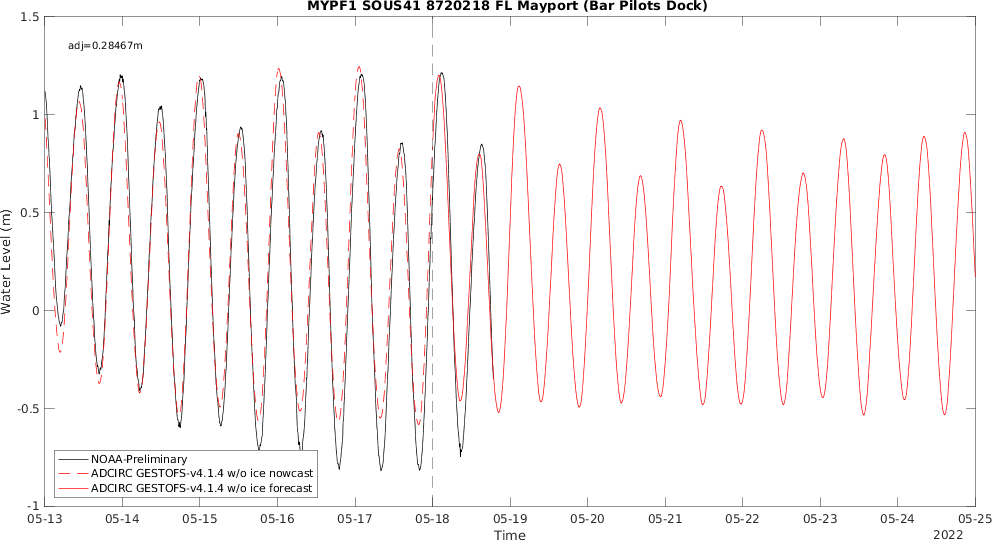 MYPF1 SOUS41 8720218 FL Mayport (Bar Pilots Dock)
adj=0.28467m
1.5
1
0.5
0
-0.5
-1
Water Level (m)
NOAA-Preliminary
ADCIRC GESTOFS-v4.1.4 w/o ice nowcast
ADCIRC GESTOFS-v4.1.4 w/o ice forecast
05-13 05-14 05-15 05-16 05-17 05-18 05-19 05-20 05-21 05-22 05-23 05-24 05-25
Time
2022